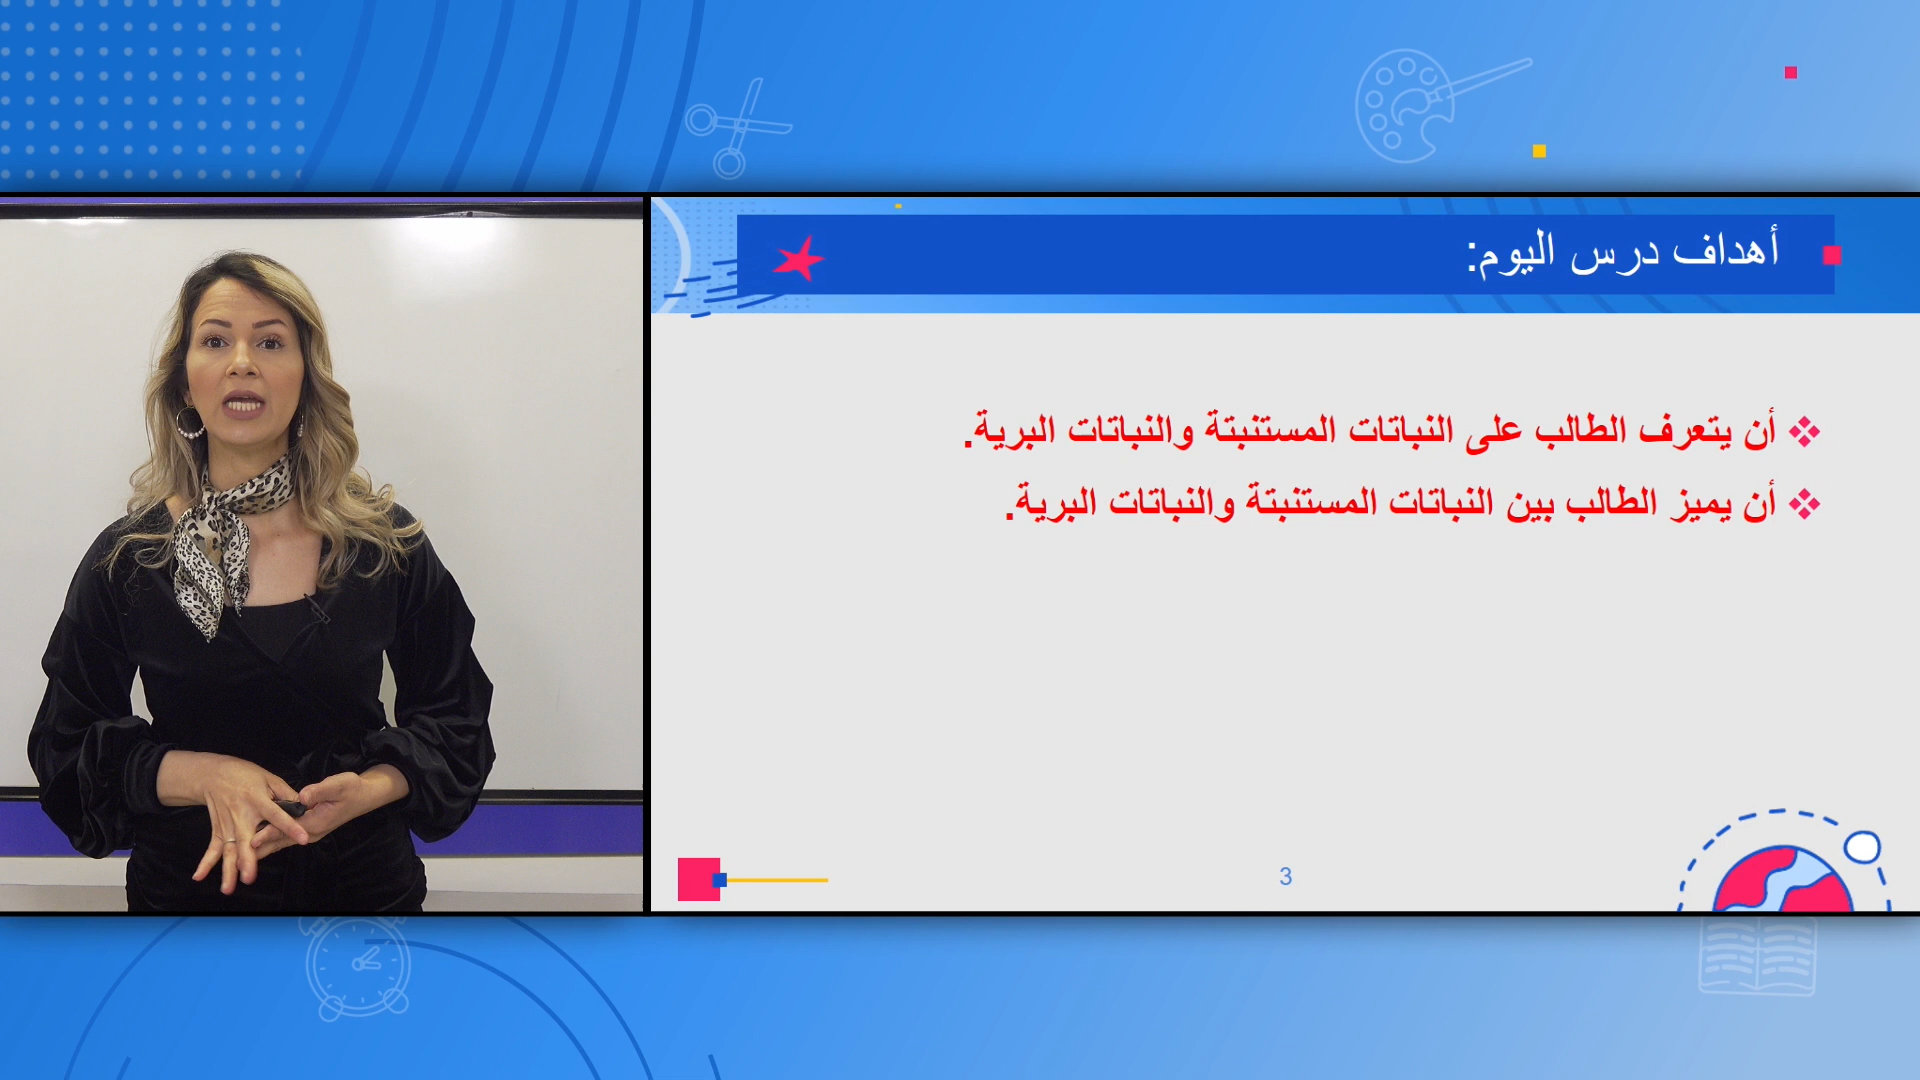 أهداف درس اليوم:
أن يتعرف الطالب على النباتات المستنبتة والنباتات البرية.
أن يميز الطالب بين النباتات المستنبتة والنباتات البرية.
3